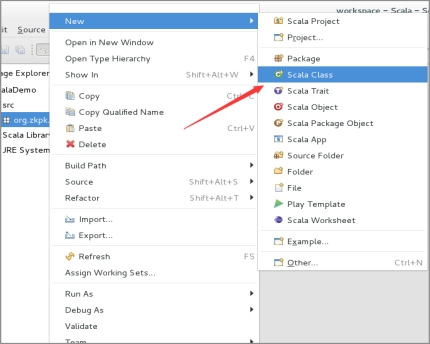 workspace – Scala – S
it Source
age Explorer
alaDemo
src
org.zkpk.
Scala Librar
JRE System
New
Open in New Window
Open Type Hierarchy F4
Show In Shift+Alt+W
Copy
Copy Qualified Name
Paste Ctrl+V
Delete
Build Path
Source Shift+Alt+S
Refactor Shift+Alt+T
Import...
Export...
Refresh F5
Assign Working Sets...
Run As
Debug As
Validate
Team
Scala Project
Project...
Package
Scala Class
Scala Trait
Scala Object
Scala Package Object
Scala App
Source Folder
Folder
File
Play Template
Scala Worksheet
Example...
Other... Ctrl+N